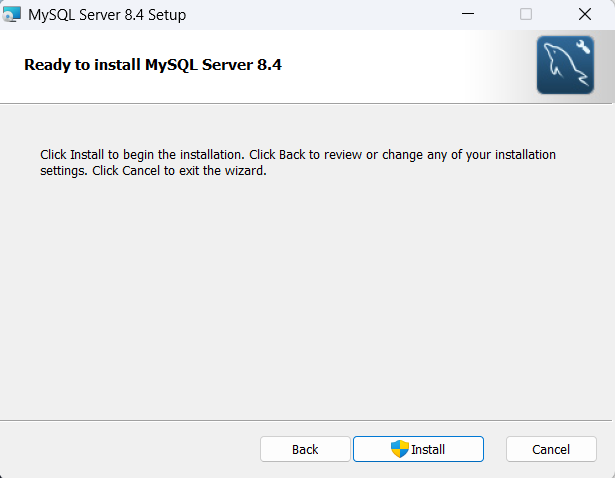 MySQL Server 8.4 Setup
Ready to install MySQL Server 8.4
Click Install to begin the installation. Click Back to review or change any of your installation
settings. Click Cancel to exit the wizard.
Back
Install
Cancel